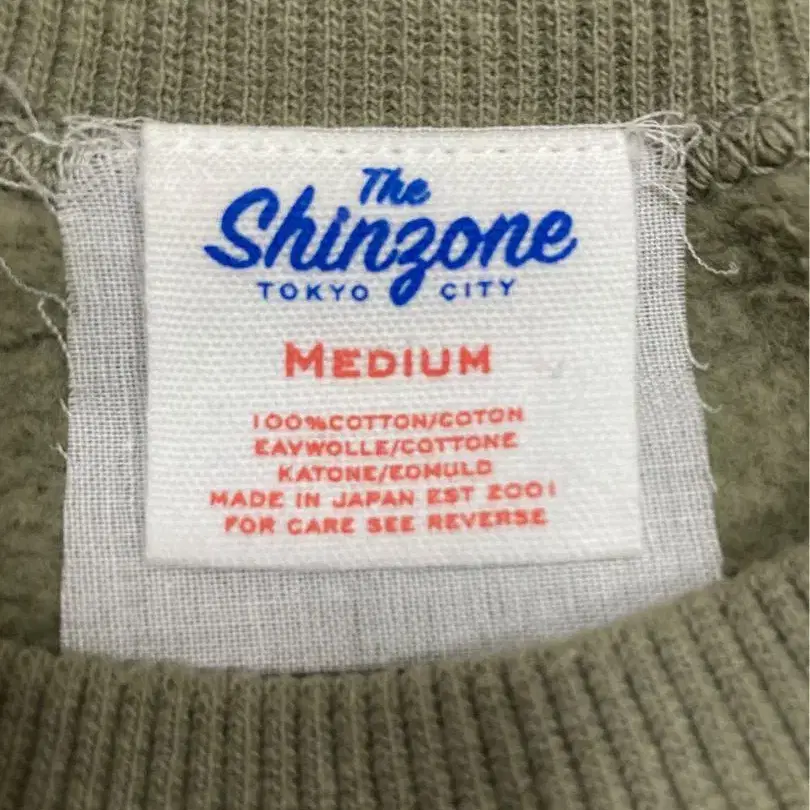 The
Shinzone
TOKYO CITY
MEDIUM
100%COTTON/COTON
EAVWOLLE/COTTONE
KATONE/EOMULD
MADE IN JAPAN EST 2001
FOR CARE SEE REVERSE